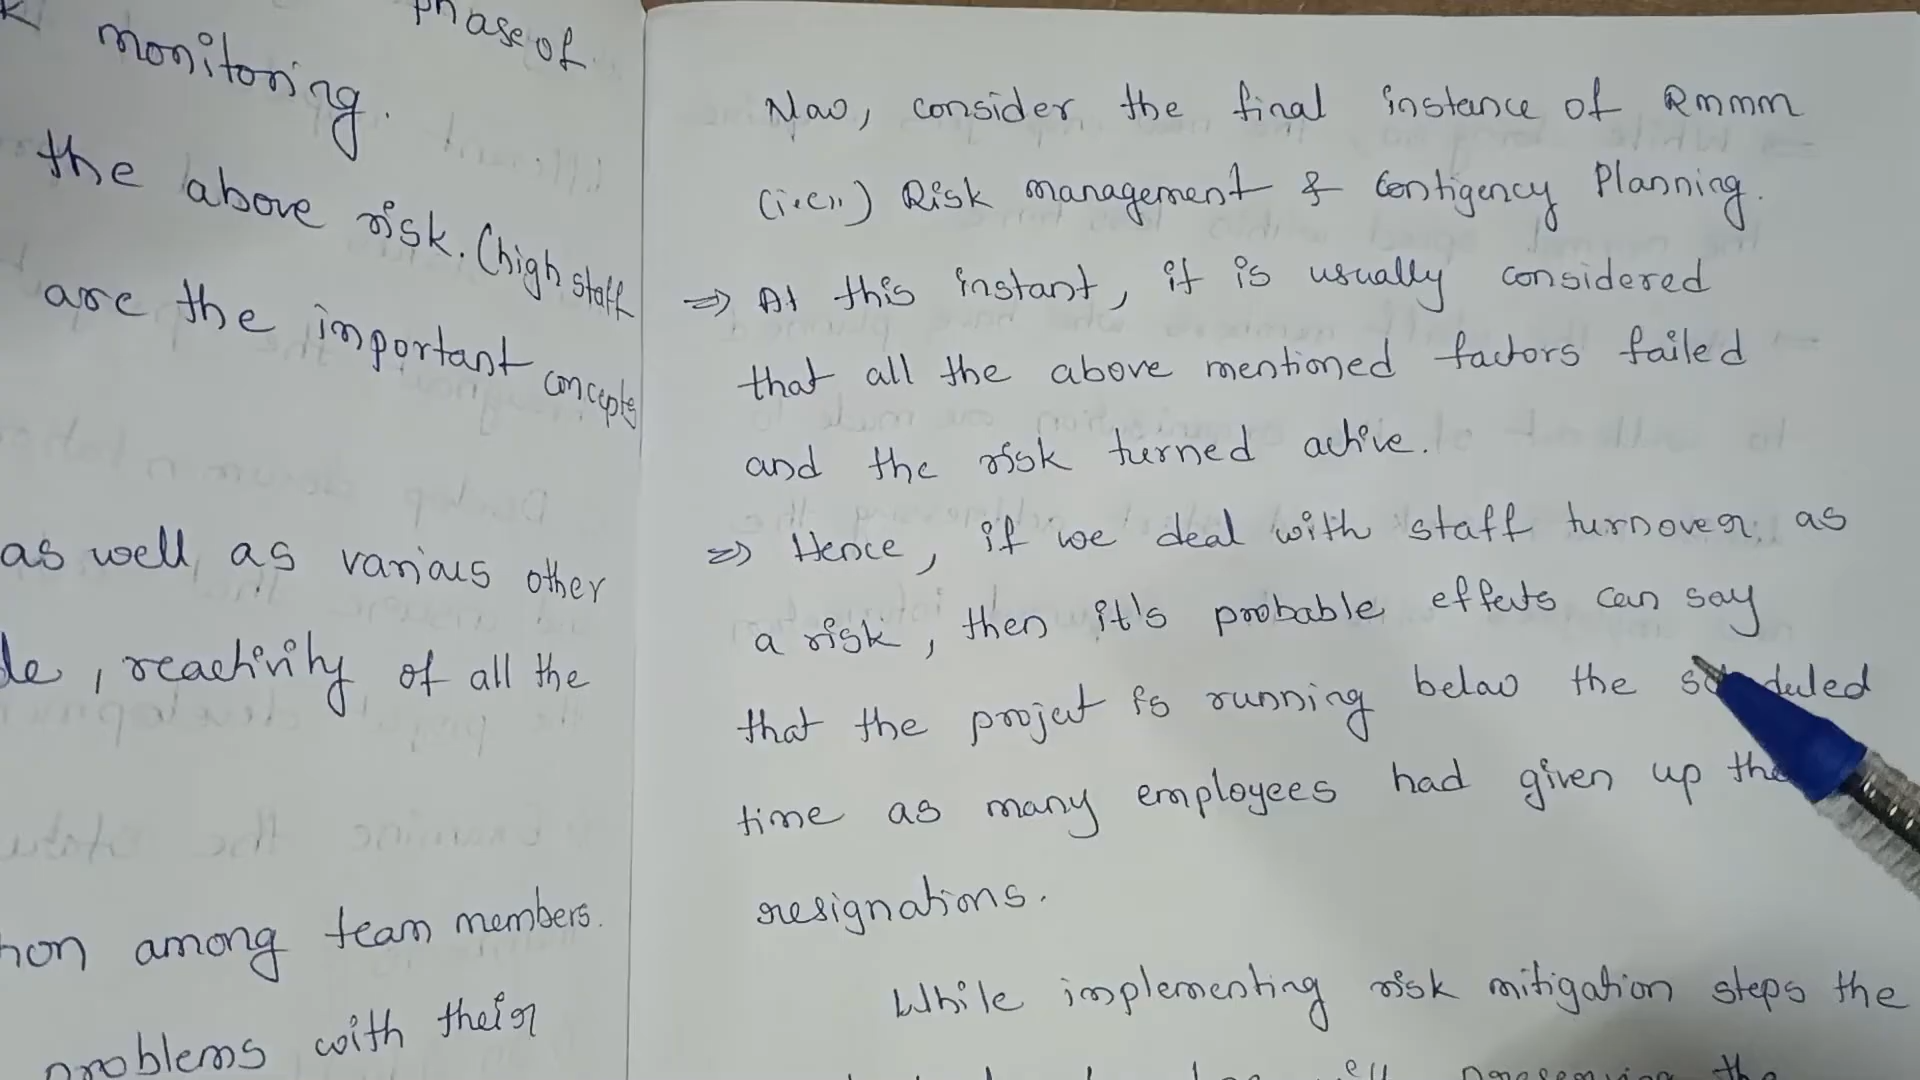 phase of
monitoring.
the above risk. (high staff
are the important concepts
as well as various other
, reactivity of all the
among team members.
problems with their
Now, consider the final instance of RMMM
(i.e.,,) Risk management & Contigency Planning.
=> At this instant, it is usually considered
that all the above mentioned factors failed
and the risk turned active.
=> Hence, if we deal with staff turnover as
a risk, then it's probable effects can say
that the project is running below the scheduled
time as many employees had given up the
resignations.
While implementing risk mitigation steps the